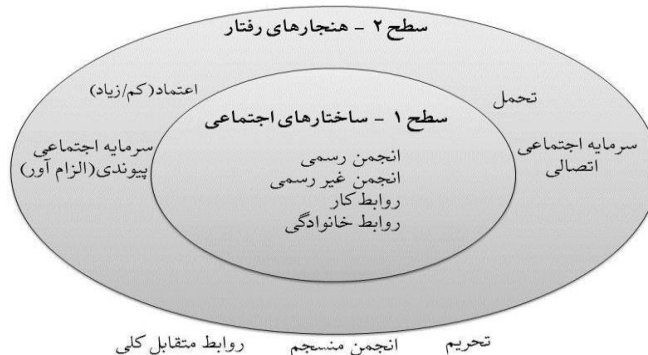 سطح ۲ - هنجارهای رفتار
تحمل
اعتماد(کم/زیاد)
سطح ۱ - ساختارهای اجتماعی
سرمایه اجتماعی
اتصالی
سرمایه اجتماعی
پیوندی(الزام آور)
انجمن رسمی
انجمن غیر رسمی
روابط کار
روابط خانوادگی
تحریم
انجمن منسجم
روابط متقابل کلی